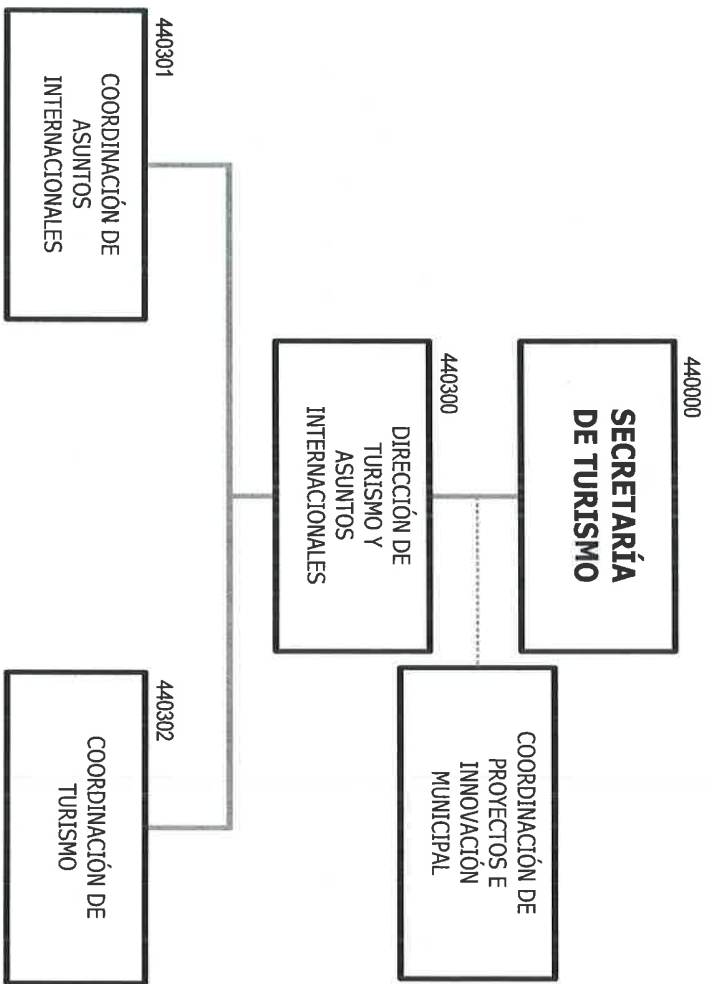 440000
SECRETARÍA
DE TURISMO
COORDINACIÓN DE
PROYECTOS E
INNOVACIÓN
MUNICIPAL
440300
DIRECCIÓN DE
TURISMO Y
ASUNTOS
INTERNACIONALES
440301
COORDINACIÓN DE
ASUNTOS
INTERNACIONALES
440302
COORDINACIÓN DE
TURISMO